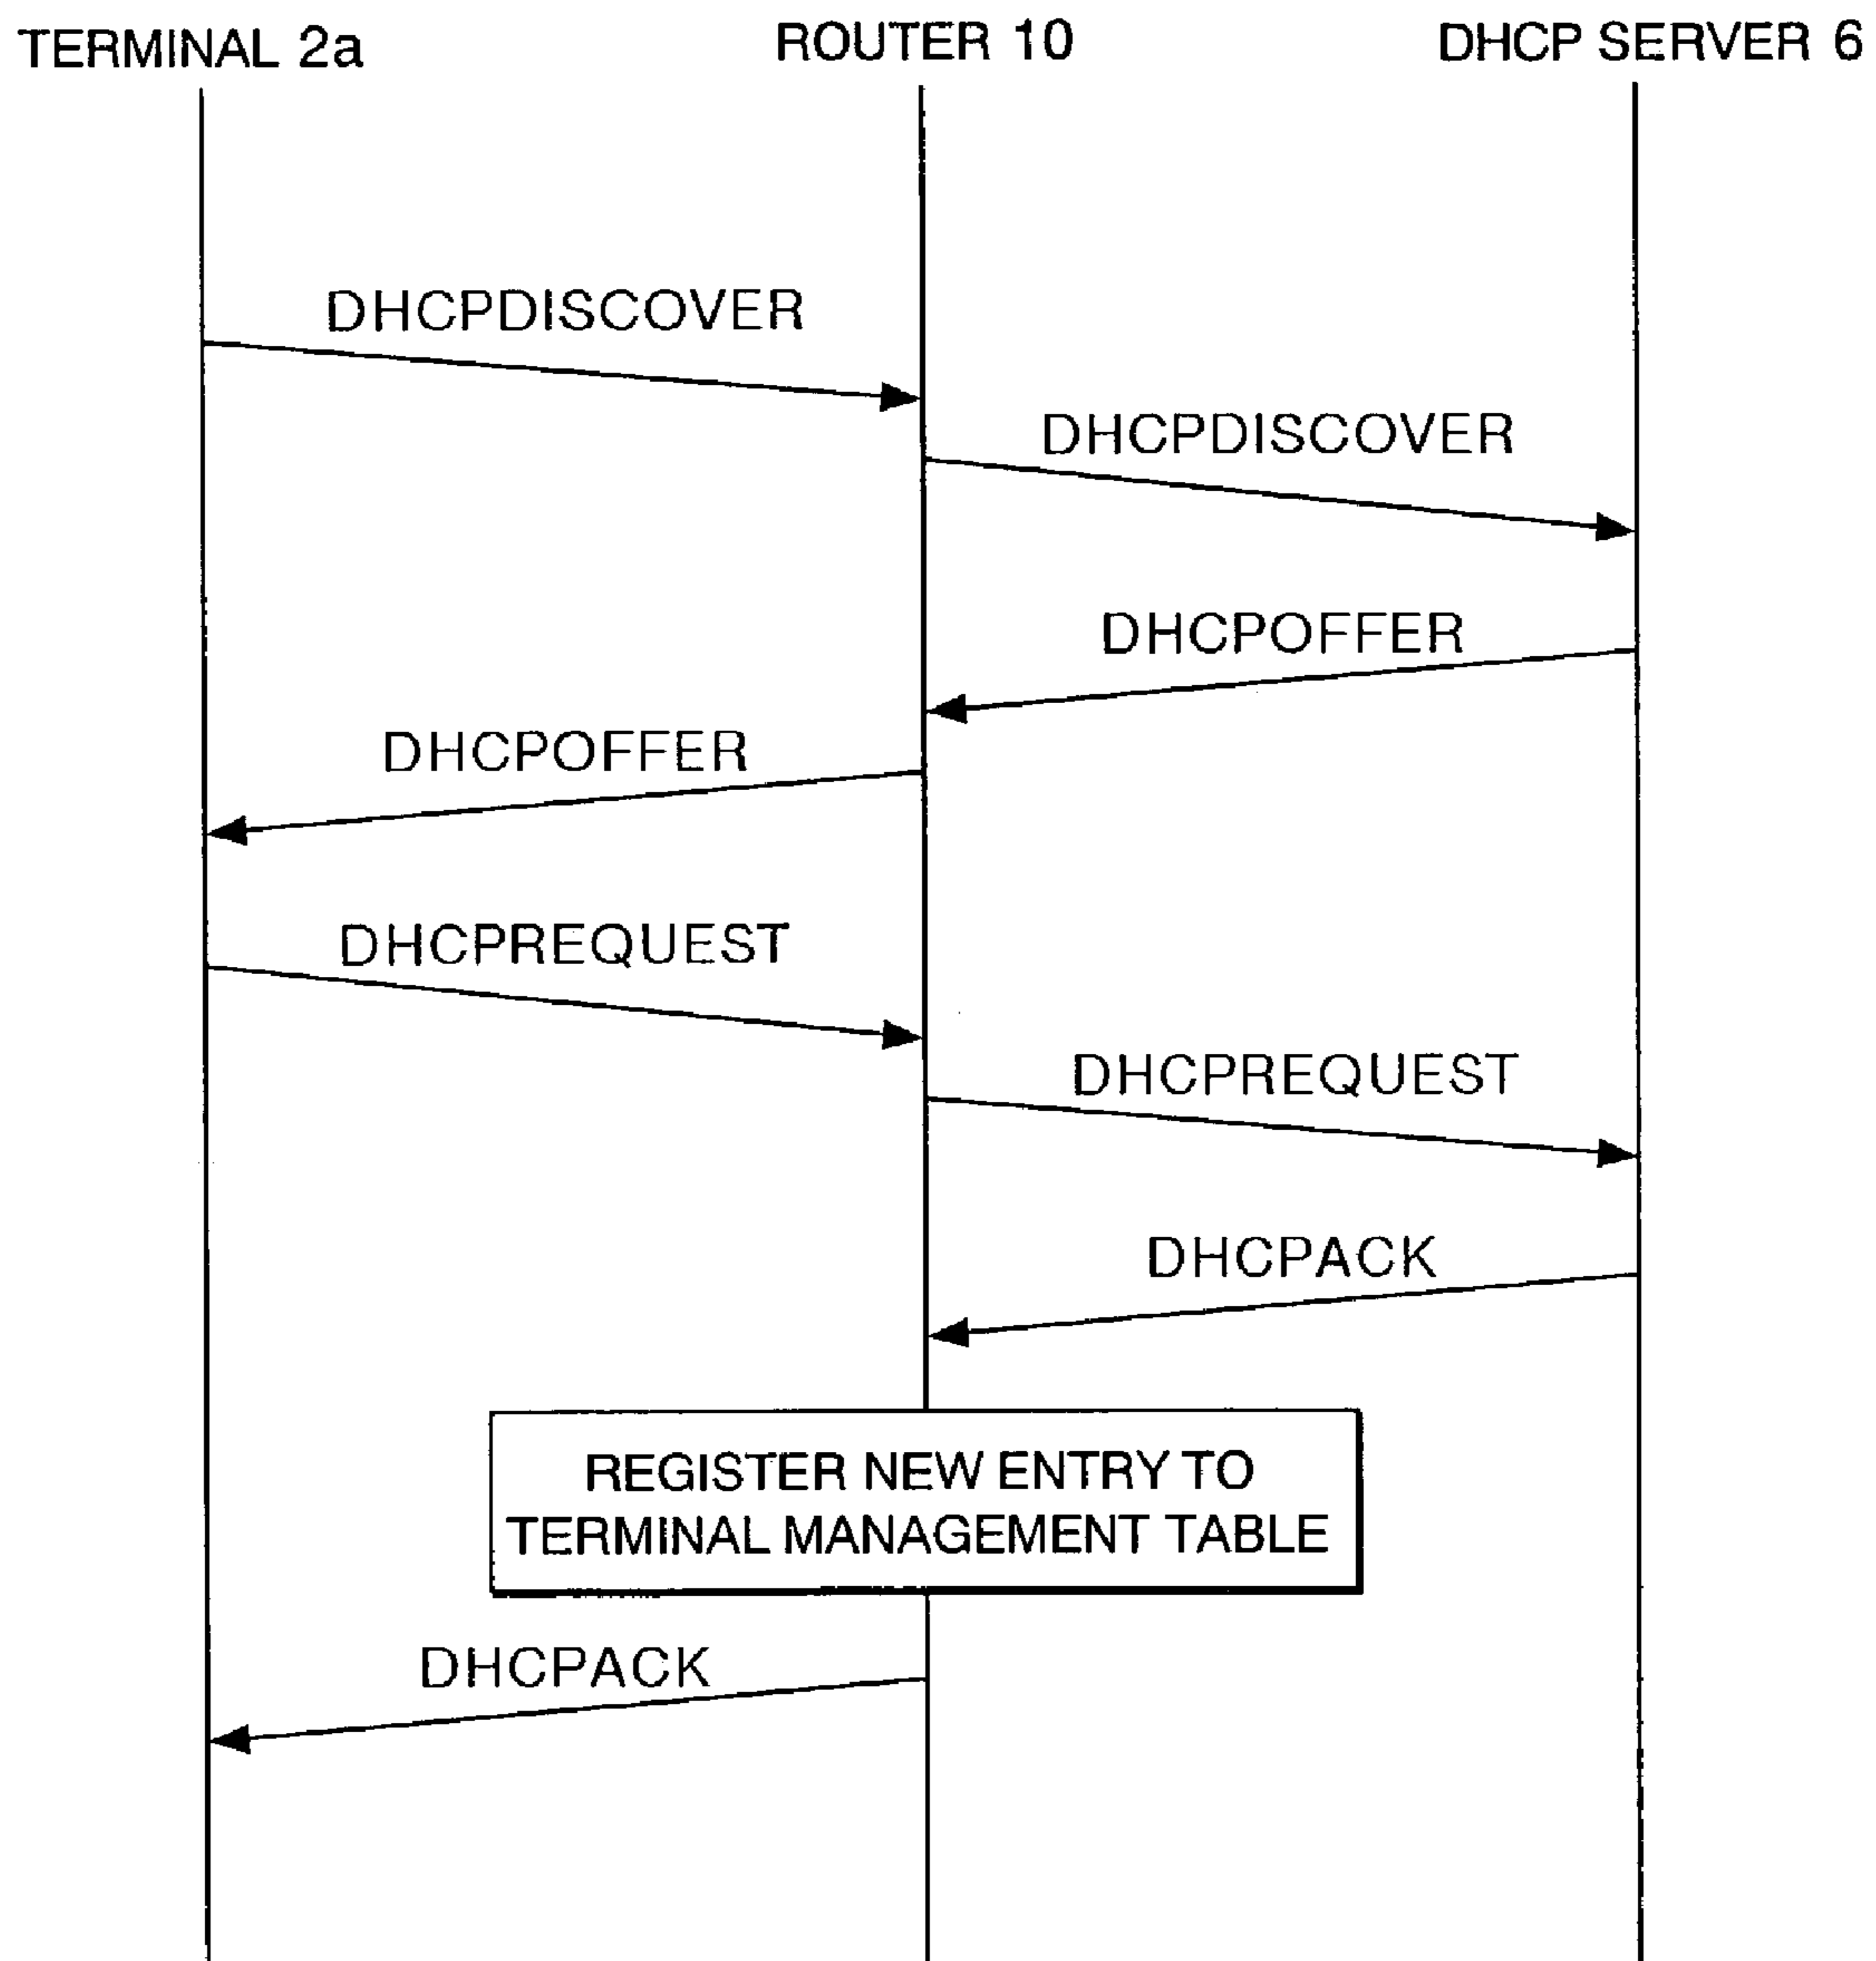 TERMINAL 2a
ROUTER 10
DHCP SERVER 6
DHCPDISCOVER
DHCPDISCOVER
DHCPOFFER
DHCPOFFER
DHCPREQUEST
DHCPREQUEST
DHCPACK
REGISTER NEW ENTRY TO
TERMINAL MANAGEMENT TABLE
DHCPACK